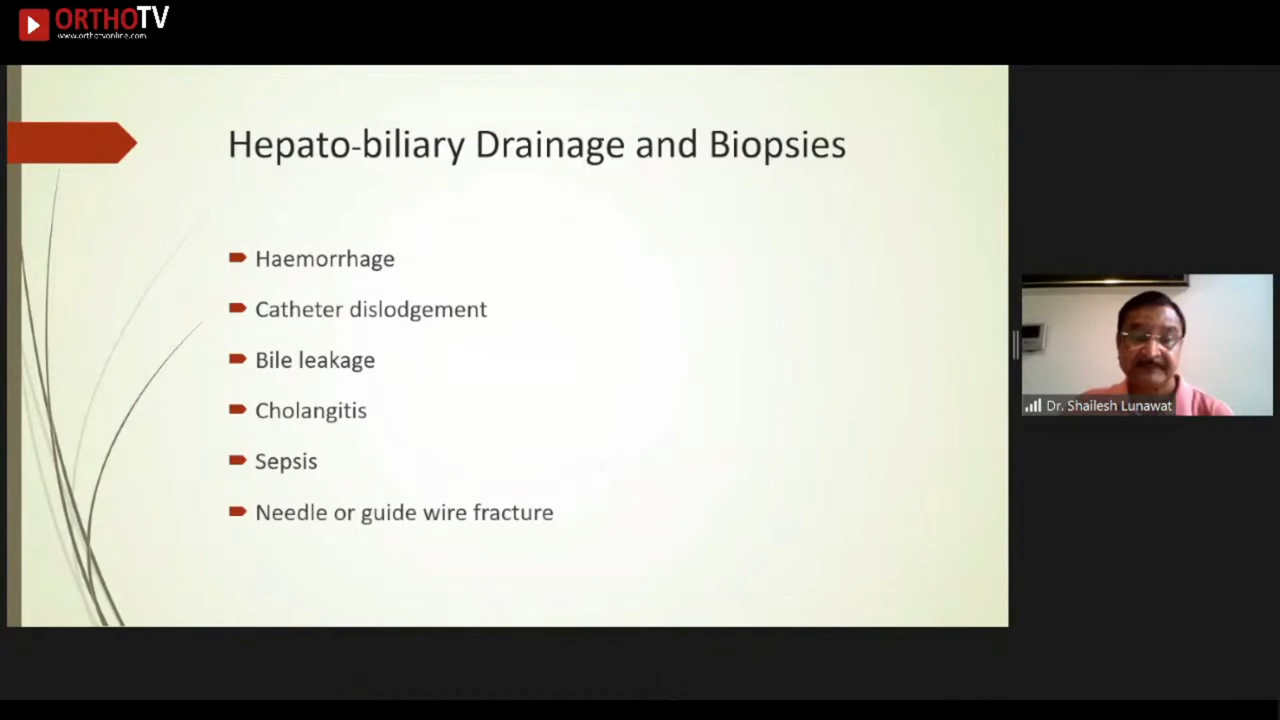 ORTHOTV
www.orthotvonline.com
Hepato-biliary Drainage and Biopsies
Haemorrhage
Catheter dislodgement
Bile leakage
Cholangitis
Sepsis
Needle or guide wire fracture
Dr. Shailesh Lunawat